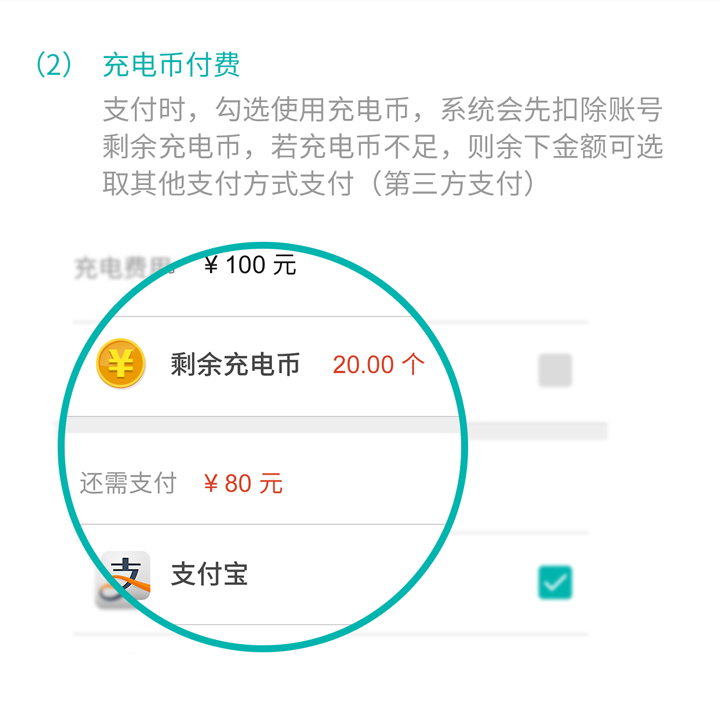 （2） 充电币付费
支付时，勾选使用充电币，系统会先扣除账号
剩余充电币，若充电币不足，则余下金额可选
取其他支付方式支付（第三方支付）
充电费用 ¥ 100 元
¥ 剩余充电币 20.00 个
还需支付 ¥ 80 元
支 支付宝